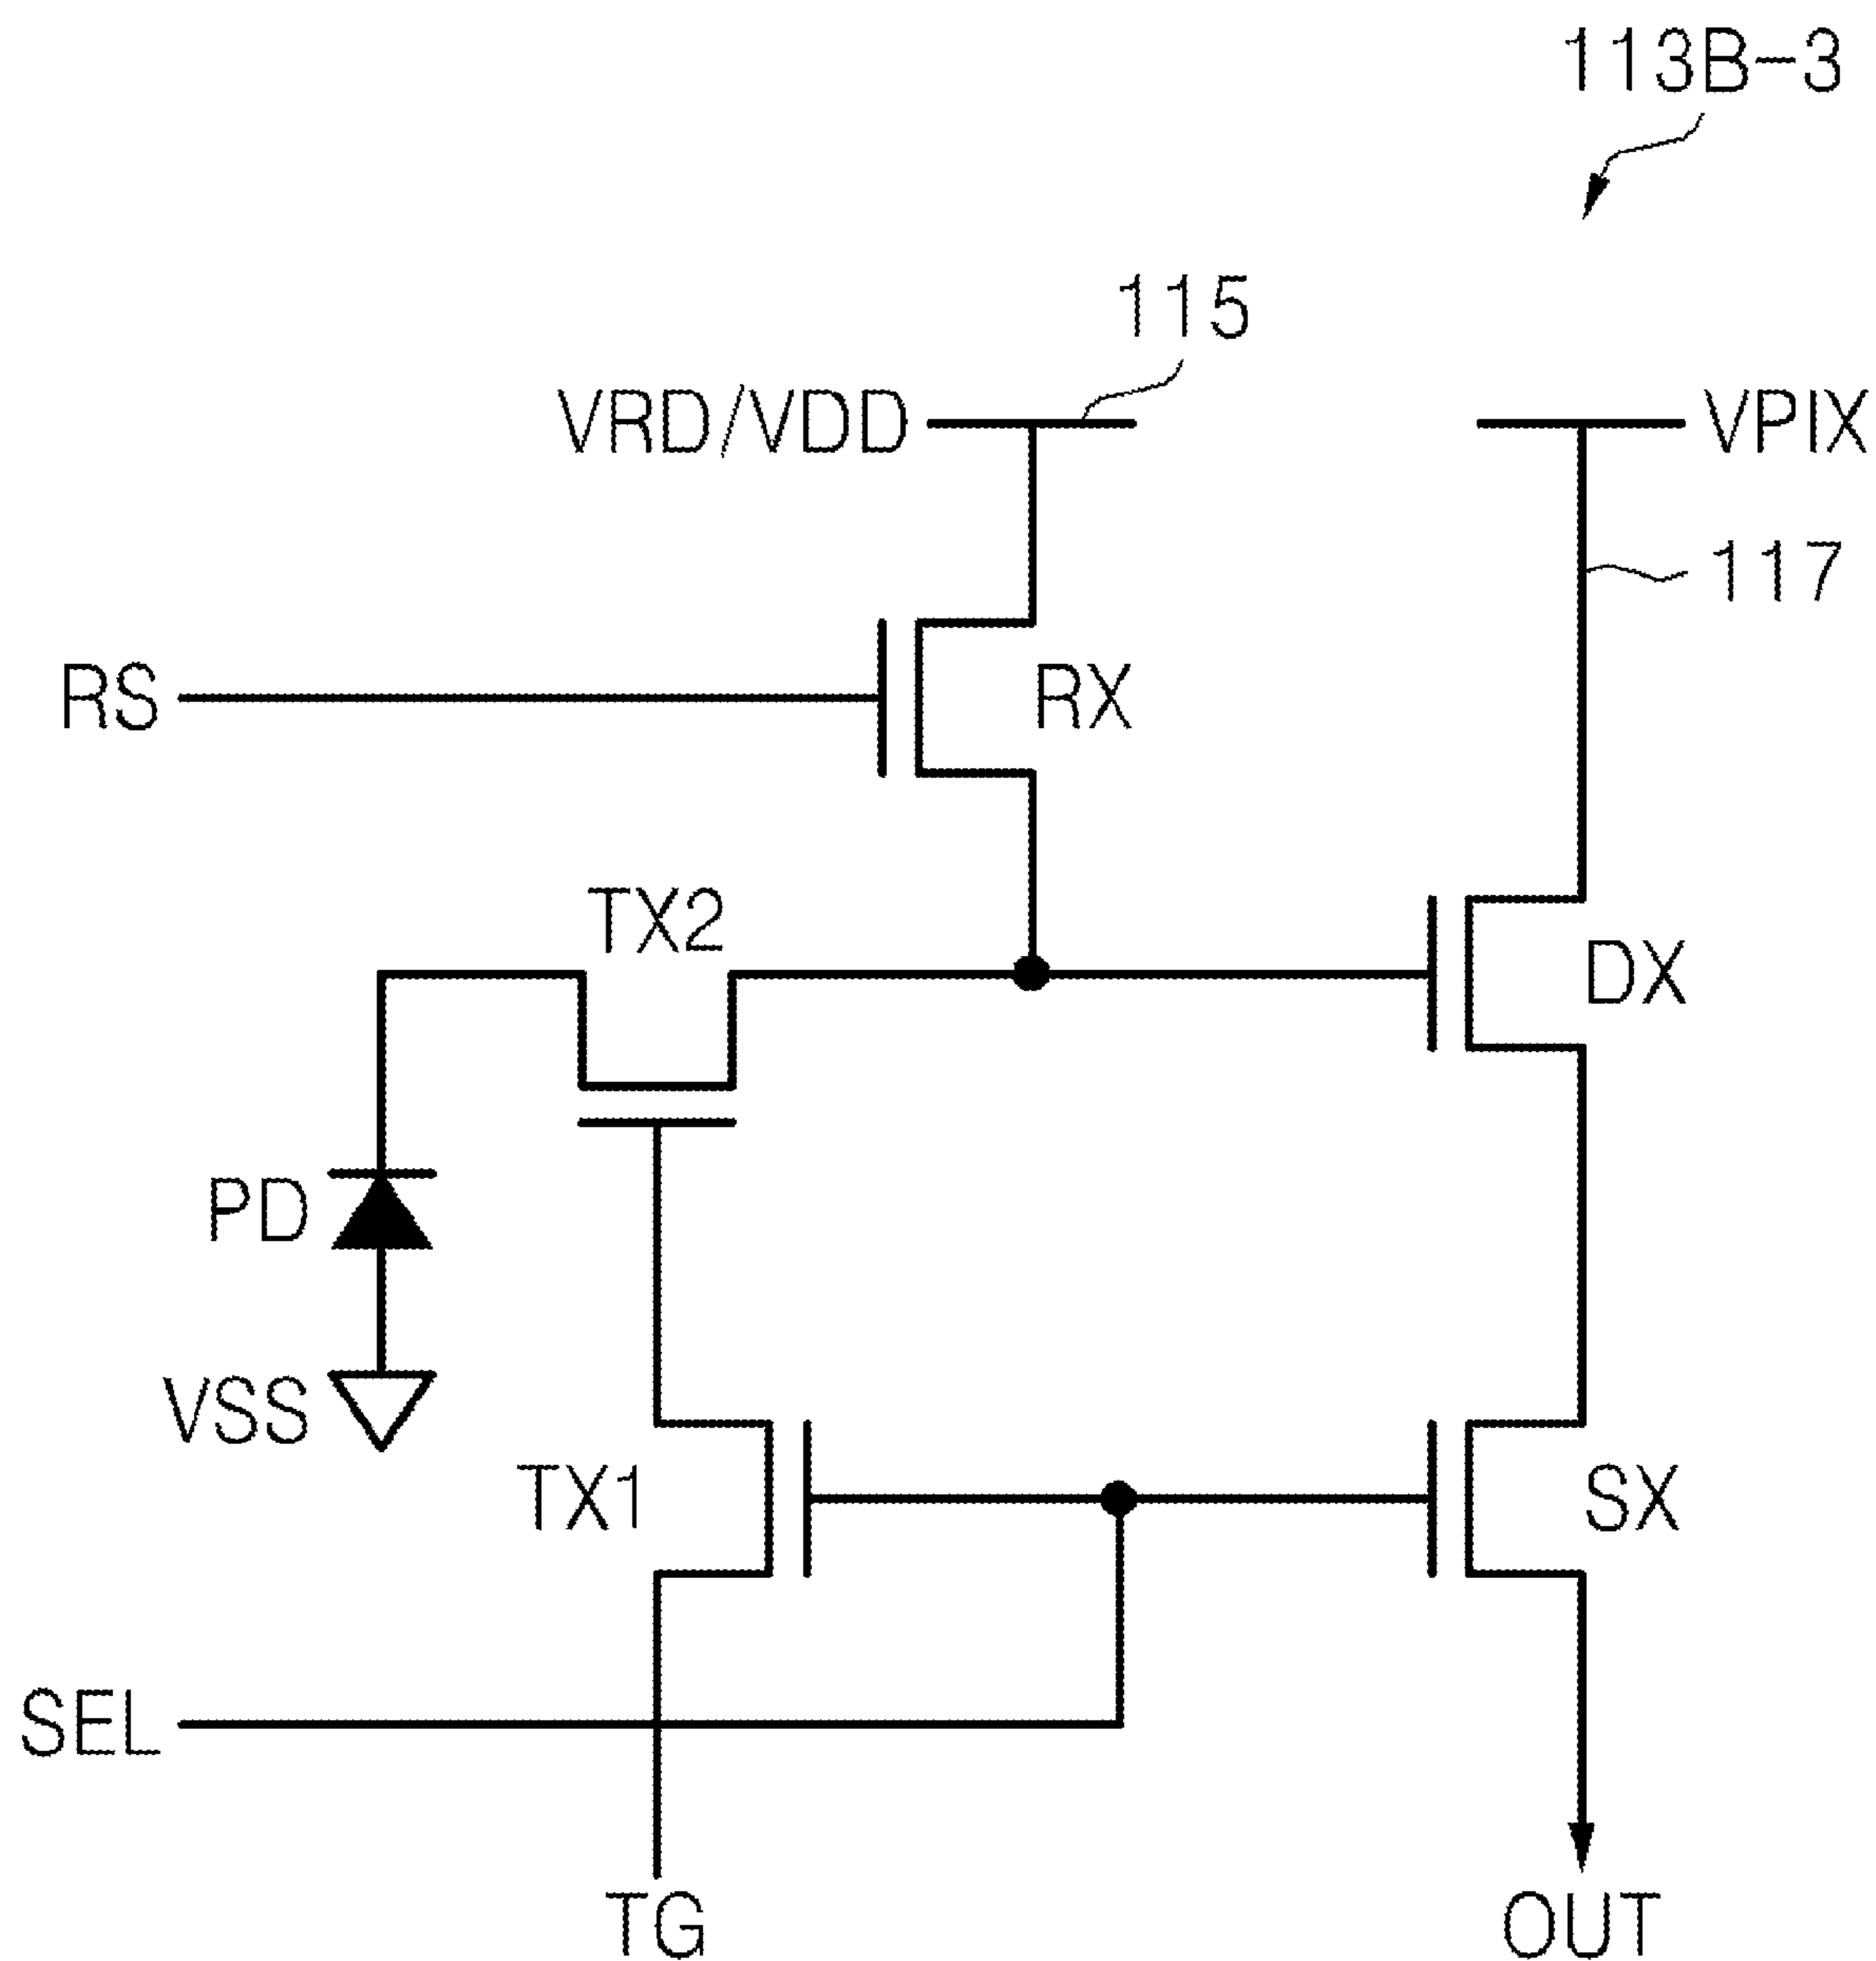 113B-3
115
VRD/VDD
VPIX
117
RS
RX
TX2
DX
PD
VSS
TX1
SX
SEL
TG
OUT